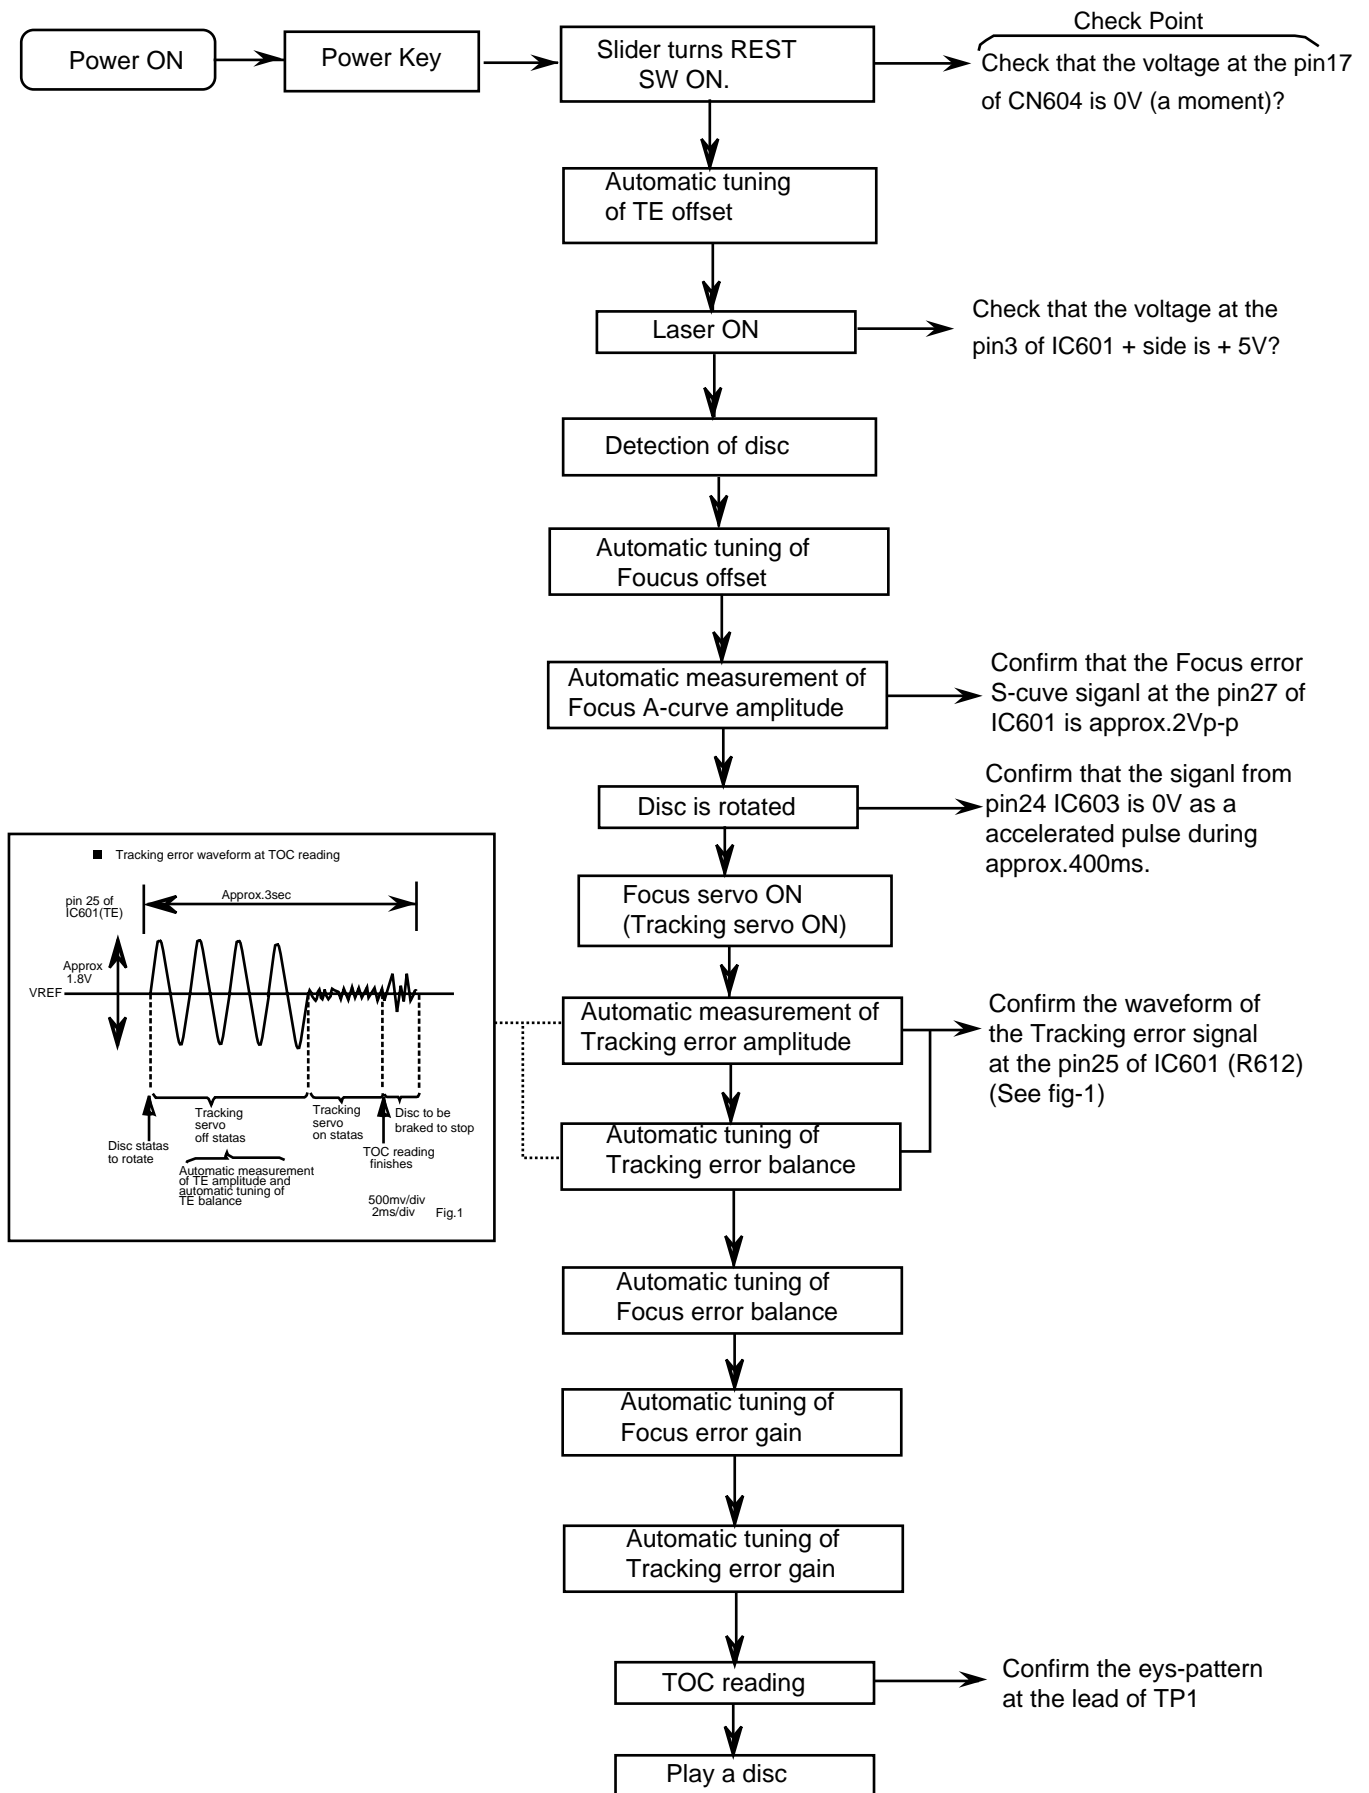 Check Point
Power ON
Power Key
Slider turns REST
SW ON.
Check that the voltage at the pin17
of CN604 is 0V (a moment)?
Automatic tuning
of TE offset
Laser ON
Check that the voltage at the
pin3 of IC601 + side is + 5V?
Detection of disc
Automatic tuning of
Foucus offset
Automatic measurement of
Focus A-curve amplitude
Confirm that the Focus error
S-cuve siganl at the pin27 of
IC601 is approx.2Vp-p
Disc is rotated
Confirm that the siganl from
pin24 IC603 is 0V as a
accelerated pulse during
approx.400ms.
Focus servo ON
(Tracking servo ON)
■ Tracking error waveform at TOC reading
pin 25 of
IC601(TE)
Approx.3sec
Approx
1.8V
VREF
Disc statas
to rotate
Tracking
servo
off statas
Tracking
servo
on statas
Disc to be
braked to stop
TOC reading
finishes
Automatic measurement
of TE amplitude and
automatic tuning of
TE balance
500mv/div
2ms/div
Fig.1
Automatic measurement of
Tracking error amplitude
Confirm the waveform of
the Tracking error signal
at the pin25 of IC601 (R612)
(See fig-1)
Automatic tuning of
Tracking error balance
Automatic tuning of
Focus error balance
Automatic tuning of
Focus error gain
Automatic tuning of
Tracking error gain
TOC reading
Confirm the eys-pattern
at the lead of TP1
Play a disc